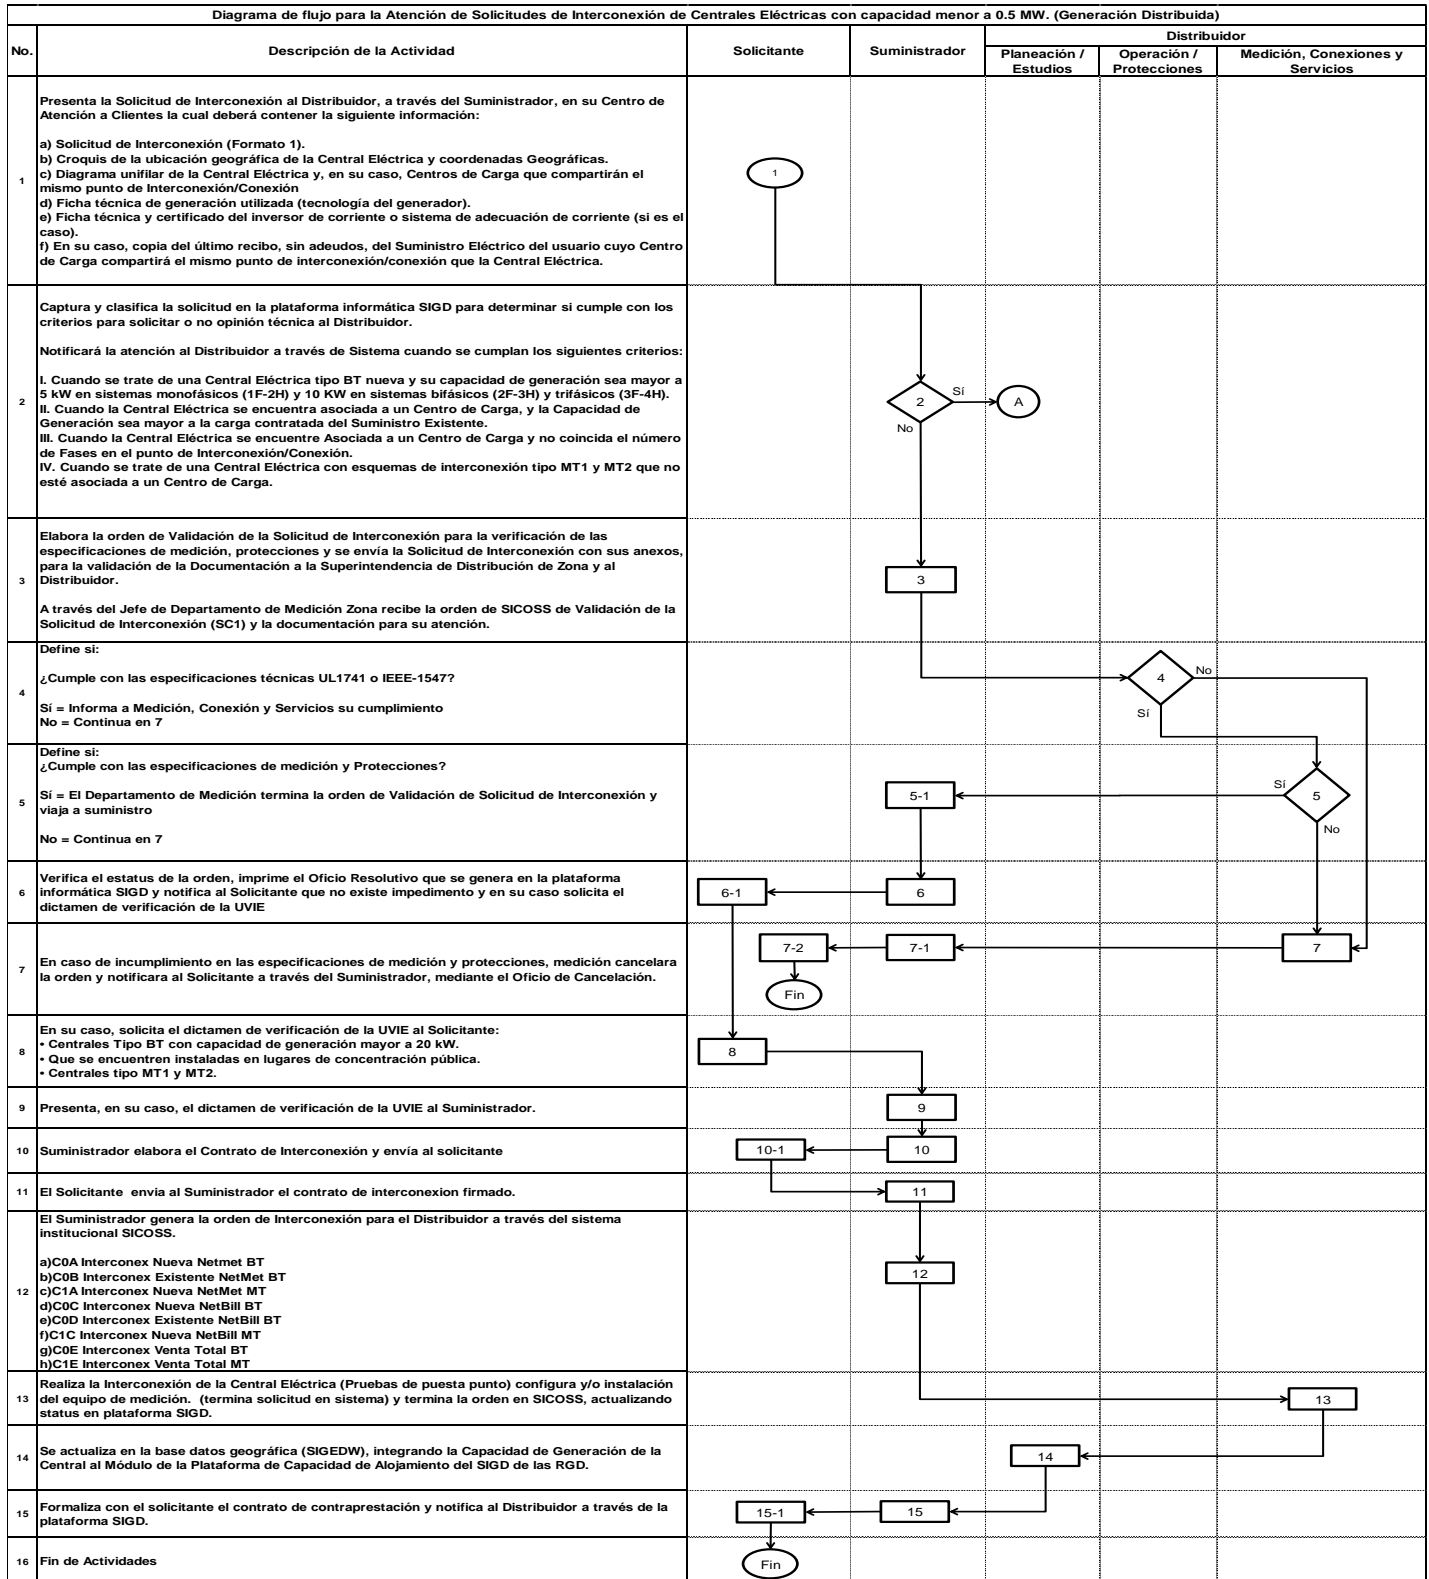 Diagrama de flujo para la Atención de Solicitudes de Interconexión de Centrales Eléctricas con capacidad menor a 0.5 MW. (Generación Distribuida)
No.
Descripción de la Actividad
Solicitante
Suministrador
Distribuidor
Planeación /
Estudios
Operación /
Protecciones
Medición, Conexiones y
Servicios
1
Presenta la Solicitud de Interconexión al Distribuidor, a través del Suministrador, en su Centro de
Atención a Clientes la cual deberá contener la siguiente información:
a) Solicitud de Interconexión (Formato 1).
b) Croquis de la ubicación geográfica de la Central Eléctrica y coordenadas Geográficas.
c) Diagrama unifilar de la Central Eléctrica y, en su caso, Centros de Carga que compartirán el
mismo punto de Interconexión/Conexión
d) Ficha técnica de generación utilizada (tecnología del generador).
e) Ficha técnica y certificado del inversor de corriente o sistema de adecuación de corriente (si es el
caso).
f) En su caso, copia del último recibo, sin adeudos, del Suministro Eléctrico del usuario cuyo Centro
de Carga compartirá el mismo punto de interconexión/conexión que la Central Eléctrica.
1
2
Captura y clasifica la solicitud en la plataforma informática SIGD para determinar si cumple con los
criterios para solicitar o no opinión técnica al Distribuidor.
Notificará la atención al Distribuidor a través de Sistema cuando se cumplan los siguientes criterios:
I. Cuando se trate de una Central Eléctrica tipo BT nueva y su capacidad de generación sea mayor a
5 kW en sistemas monofásicos (1F-2H) y 10 KW en sistemas bifásicos (2F-3H) y trifásicos (3F-4H).
II. Cuando la Central Eléctrica se encuentra asociada a un Centro de Carga, y la Capacidad de
Generación sea mayor a la carga contratada del Suministro Existente.
III. Cuando la Central Eléctrica se encuentre Asociada a un Centro de Carga y no coincida el número
de Fases en el punto de Interconexión/Conexión.
IV. Cuando se trate de una Central Eléctrica con esquemas de interconexión tipo MT1 y MT2 que no
esté asociada a un Centro de Carga.
2
Sí
A
No
3
Elabora la orden de Validación de la Solicitud de Interconexión para la verificación de las
especificaciones de medición, protecciones y se envía la Solicitud de Interconexión con sus anexos,
para la validación de la Documentación a la Superintendencia de Distribución de Zona y al
Distribuidor.
A través del Jefe de Departamento de Medición Zona recibe la orden de SICOSS de Validación de la
Solicitud de Interconexión (SC1) y la documentación para su atención.
3
4
Define si:
¿Cumple con las especificaciones técnicas UL1741 o IEEE-1547?
Sí = Informa a Medición, Conexión y Servicios su cumplimiento
No = Continua en 7
4
No
Sí
5
Define si:
¿Cumple con las especificaciones de medición y Protecciones?
Sí = El Departamento de Medición termina la orden de Validación de Solicitud de Interconexión y
viaja a suministro
No = Continua en 7
5-1
Sí
5
No
6
Verifica el estatus de la orden, imprime el Oficio Resolutivo que se genera en la plataforma
informática SIGD y notifica al Solicitante que no existe impedimento y en su caso solicita el
dictamen de verificación de la UVIE
6-1
6
7
En caso de incumplimiento en las especificaciones de medición y protecciones, medición cancelara
la orden y notificara al Solicitante a través del Suministrador, mediante el Oficio de Cancelación.
7-2
7-1
7
Fin
8
En su caso, solicita el dictamen de verificación de la UVIE al Solicitante:
• Centrales Tipo BT con capacidad de generación mayor a 20 kW.
• Que se encuentren instaladas en lugares de concentración pública.
• Centrales tipo MT1 y MT2.
8
9
Presenta, en su caso, el dictamen de verificación de la UVIE al Suministrador.
9
10
Suministrador elabora el Contrato de Interconexión y envía al solicitante
10-1
10
11
El Solicitante envia al Suministrador el contrato de interconexion firmado.
11
12
El Suministrador genera la orden de Interconexión para el Distribuidor a través del sistema
institucional SICOSS.
a)C0A Interconex Nueva Netmet BT
b)C0B Interconex Existente NetMet BT
c)C1A Interconex Nueva NetMet MT
d)C0C Interconex Nueva NetBill BT
e)C0D Interconex Existente NetBill BT
f)C1C Interconex Nueva NetBill MT
g)C0E Interconex Venta Total BT
h)C1E Interconex Venta Total MT
12
13
Realiza la Interconexión de la Central Eléctrica (Pruebas de puesta punto) configura y/o instalación
del equipo de medición. (termina solicitud en sistema) y termina la orden en SICOSS, actualizando
status en plataforma SIGD.
13
14
Se actualiza en la base datos geográfica (SIGEDW), integrando la Capacidad de Generación de la
Central al Módulo de la Plataforma de Capacidad de Alojamiento del SIGD de las RGD.
14
15
Formaliza con el solicitante el contrato de contraprestación y notifica al Distribuidor a través de la
plataforma SIGD.
15-1
15
16
Fin de Actividades
Fin